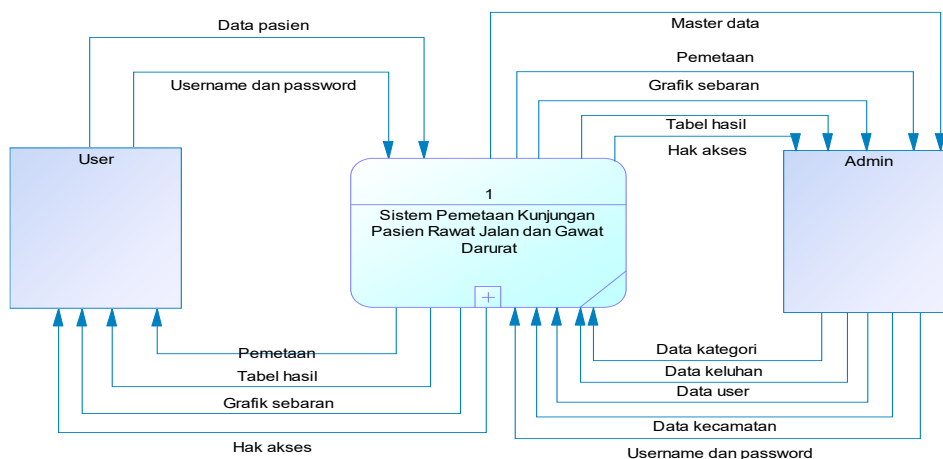 Data pasien
Master data
Pemetaan
Username dan password
Grafik sebaran
Tabel hasil
Hak akses
User
Admin
1
Sistem Pemetaan Kunjungan
Pasien Rawat Jalan dan Gawat
Darurat
Pemetaan
Data kategori
Tabel hasil
Data keluhan
Data user
Grafik sebaran
Data kecamatan
Hak akses
Username dan password